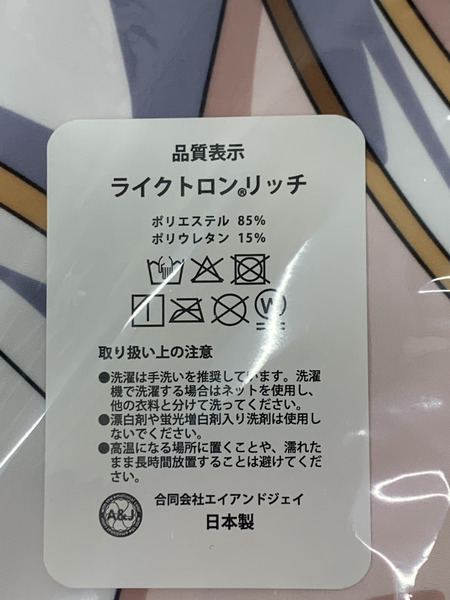 品質表示
ライクトロン®リッチ
ポリエステル 85%
ポリウレタン 15%
W
取り扱い上の注意
●洗濯は手洗いを推奨しています。洗濯
機で洗濯する場合はネットを使用し、
他の衣料と分けて洗ってください。
●漂白剤や蛍光増白剤入り洗剤は使用し
ないでください。
●高温になる場所に置くことや、濡れた
まま長時間放置することは避けてくだ
さい。
A&J
合同会社エイアンドジェイ
日本製